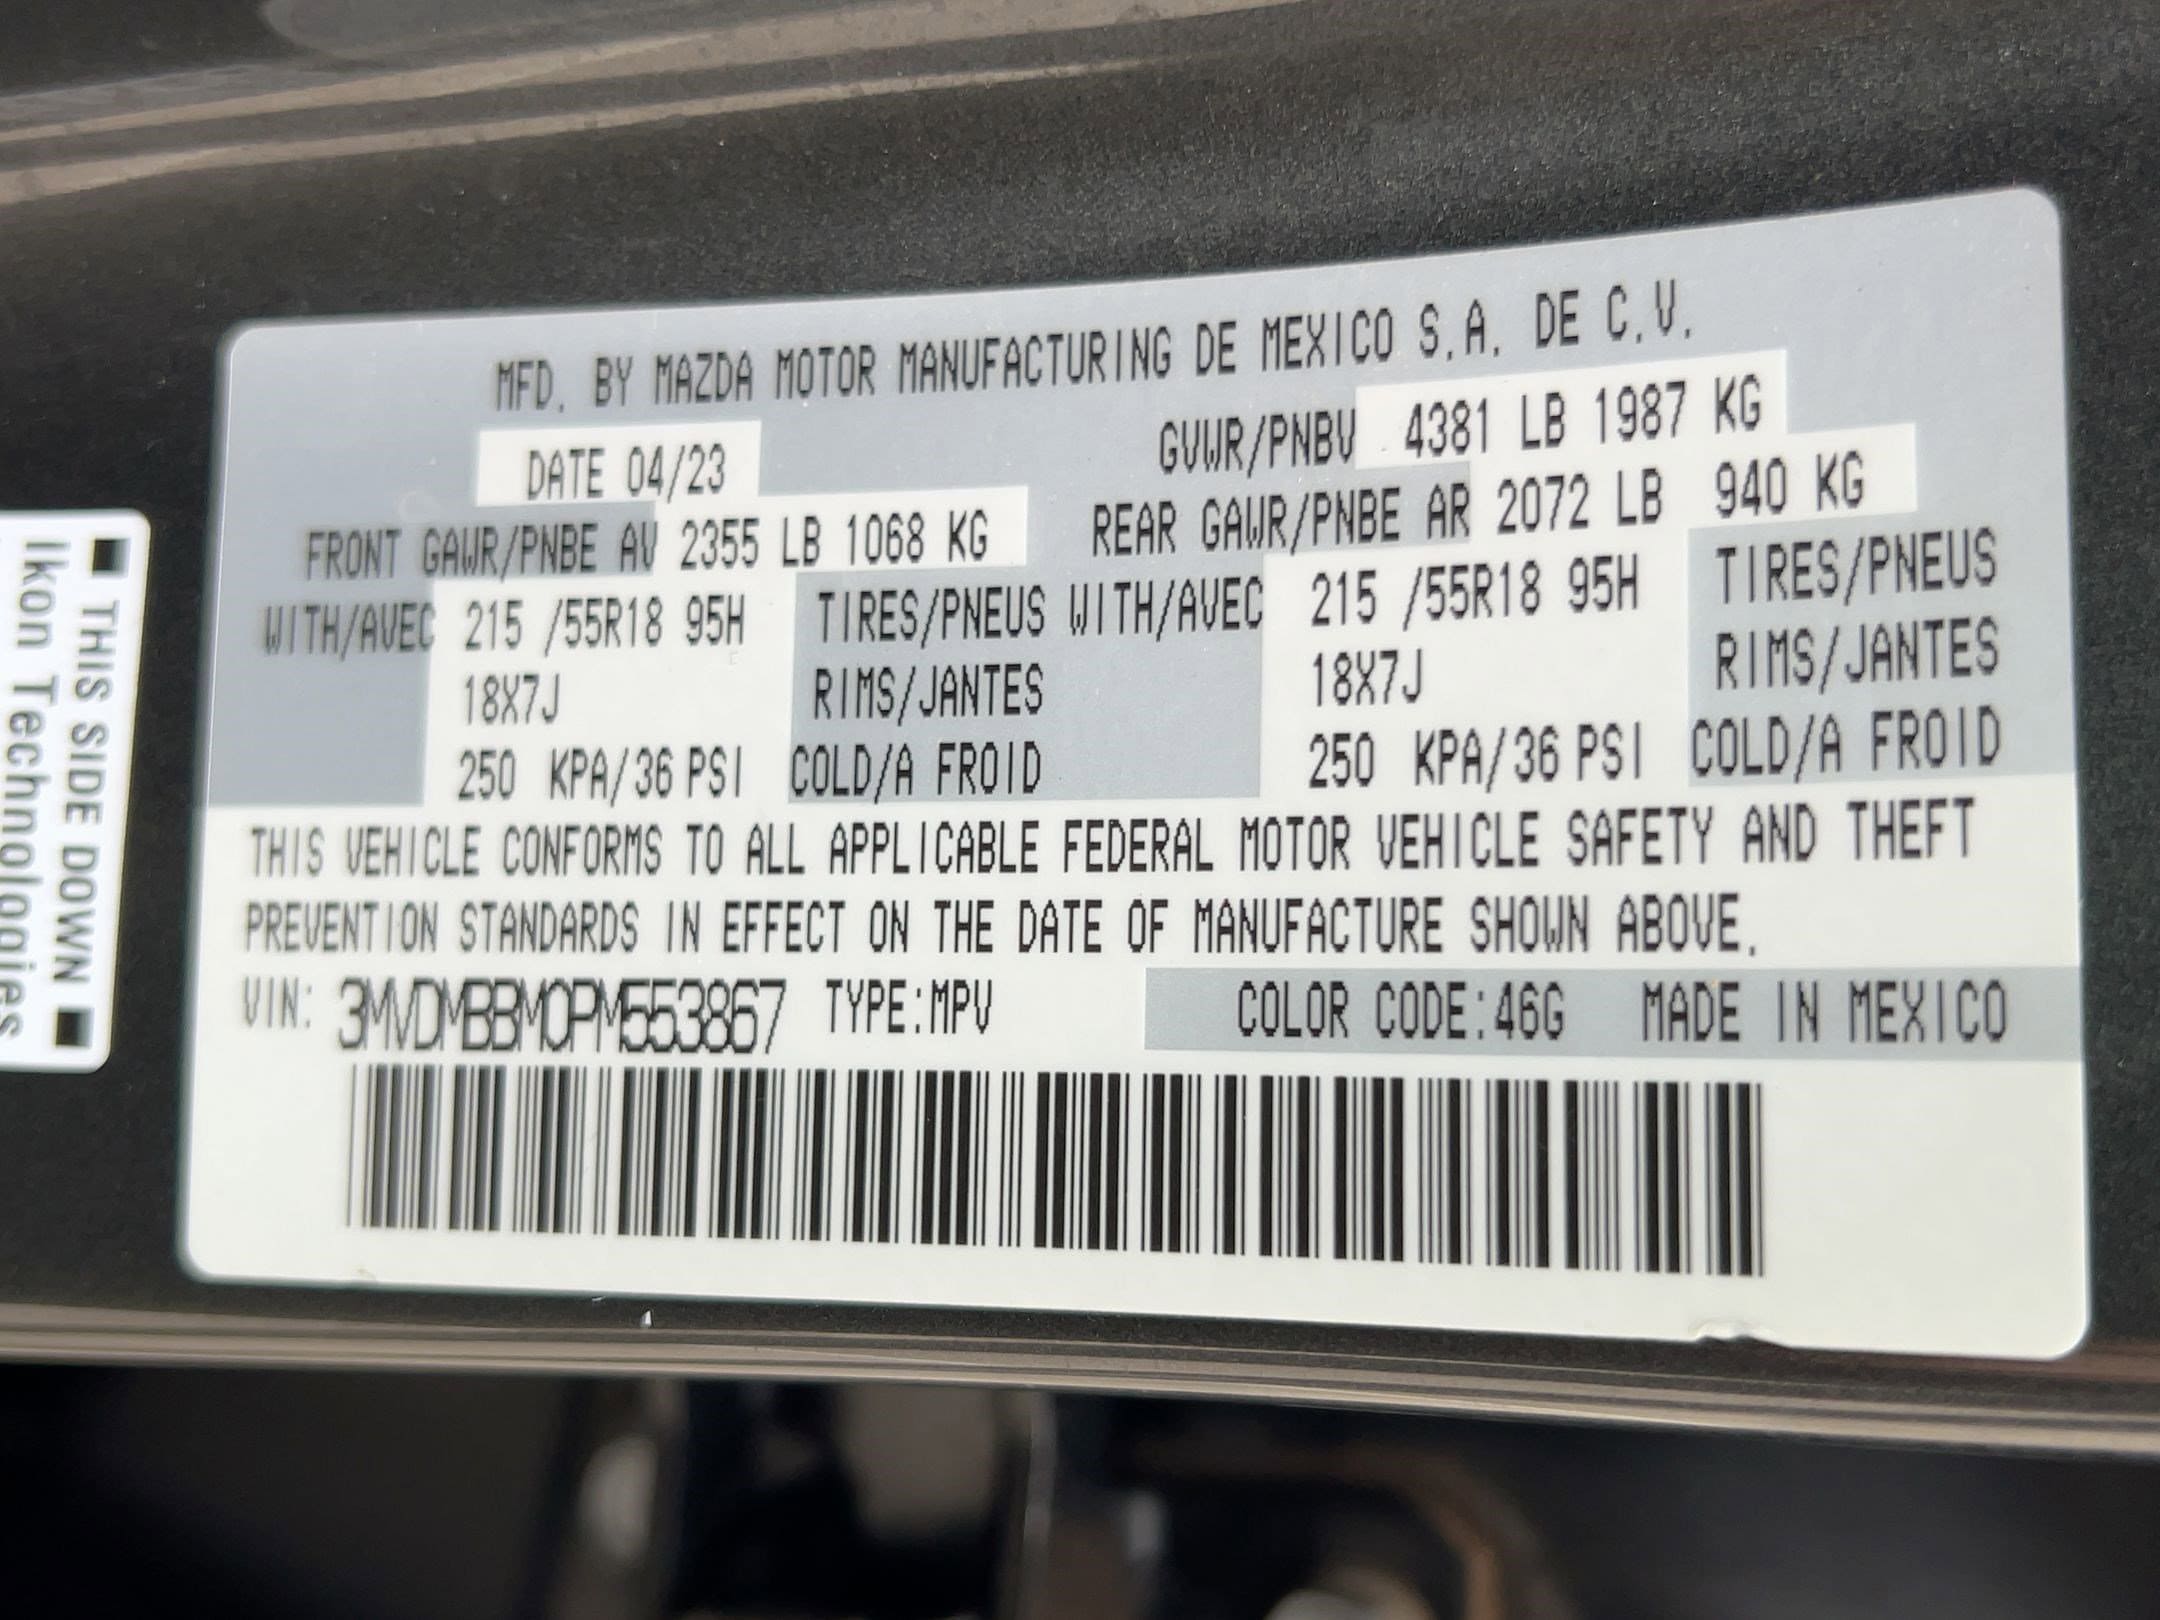 MFD. BY MAZDA MOTOR MANUFACTURING DE MEXICO S.A. DE C.V.
DATE 04/23 GVWR/PNBV 4381 LB 1987 KG
FRONT GAWR/PNBE AV 2355 LB 1068 KG REAR GAWR/PNBE AR 2072 LB 940 KG
WITH/AVEC 215 /55R18 95H TIRES/PNEUS WITH/AVEC 215 /55R18 95H TIRES/PNEUS
18X7J RIMS/JANTES 18X7J RIMS/JANTES
250 KPA/36 PSI COLD/A FROID 250 KPA/36 PSI COLD/A FROID
THIS VEHICLE CONFORMS TO ALL APPLICABLE FEDERAL MOTOR VEHICLE SAFETY AND THEFT
PREVENTION STANDARDS IN EFFECT ON THE DATE OF MANUFACTURE SHOWN ABOVE.
VIN: 3MVDMBBM0PM553867 TYPE:MPV COLOR CODE:46G MADE IN MEXICO
■ THIS SIDE DOWN ■
Ikon Technologies